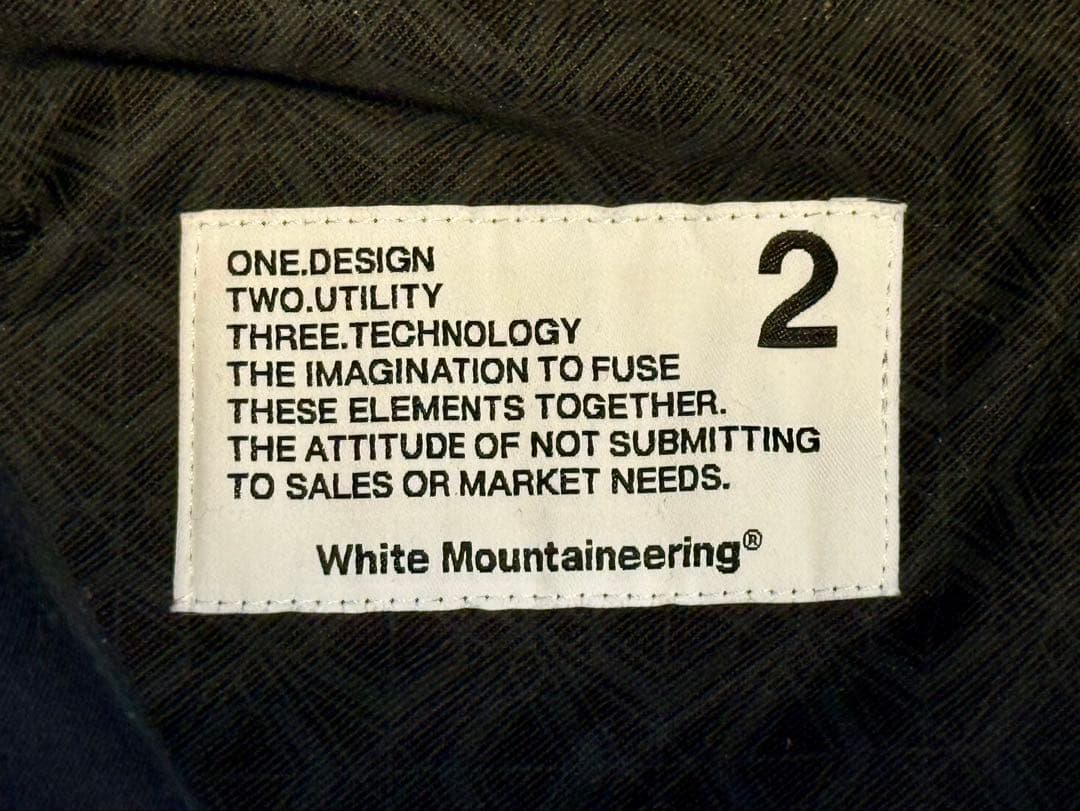 ONE.DESIGN
TWO.UTILITY
THREE.TECHNOLOGY
THE IMAGINATION TO FUSE
THESE ELEMENTS TOGETHER.
THE ATTITUDE OF NOT SUBMITTING
TO SALES OR MARKET NEEDS.
2
White Mountaineering®